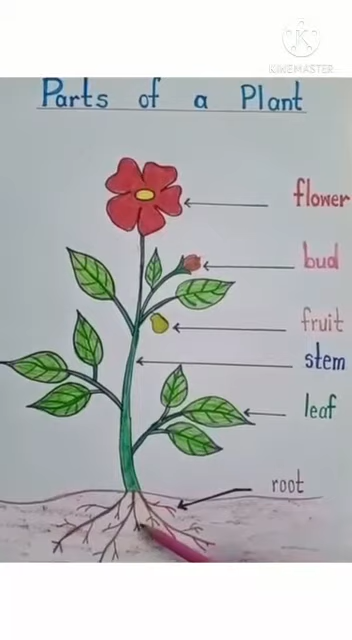 KINEMASTER
Parts of a Plant
flower
bud
fruit
stem
leaf
root